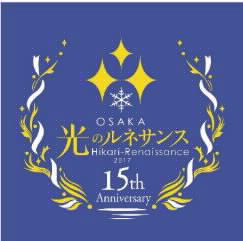 OSAKA
光のルネサンス
Hikari-Renaissance
2017
15th
Anniversary